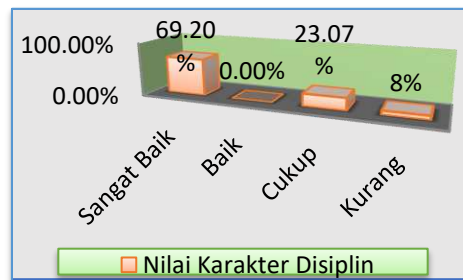 100.00%
0.00%
69.20
%
0.00%
23.07
%
8%
Sangat Baik
Baik
Cukup
Kurang
Nilai Karakter Disiplin